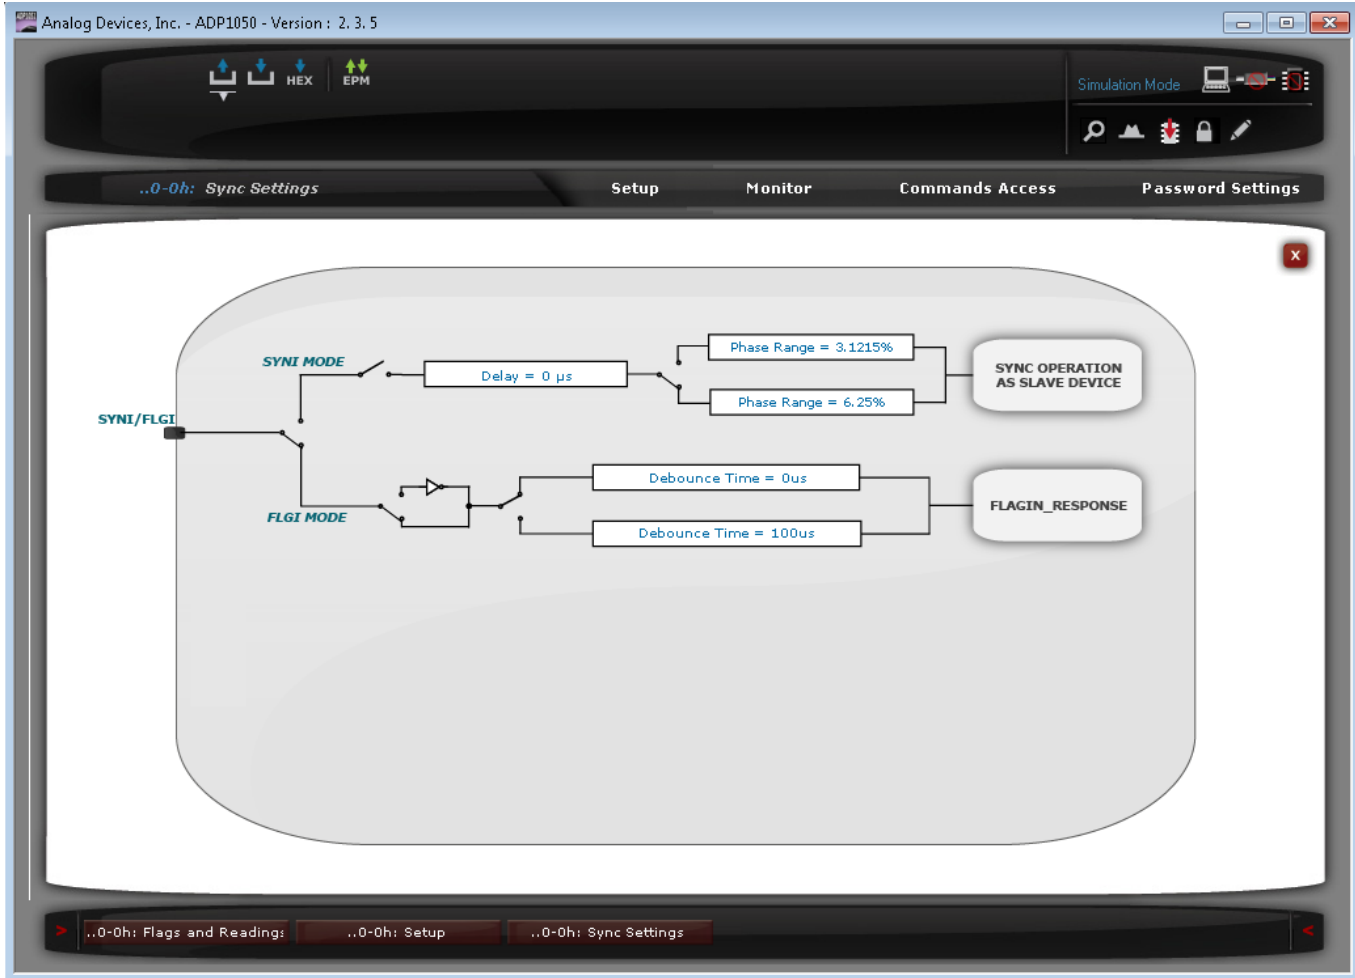 Analog Devices, Inc. - ADP1050 - Version : 2. 3. 5
HEX
EPM
Simulation Mode
..0-0h: Sync Settings
Setup
Monitor
Commands Access
Password Settings
X
SYNI MODE
Delay = 0 µs
Phase Range = 3.1215%
Phase Range = 6.25%
SYNC OPERATION
AS SLAVE DEVICE
SYNI/FLGI
FLGI MODE
Debounce Time = 0us
Debounce Time = 100us
FLAGIN_RESPONSE
>
..0-0h: Flags and Readings
..0-0h: Setup
..0-0h: Sync Settings
<